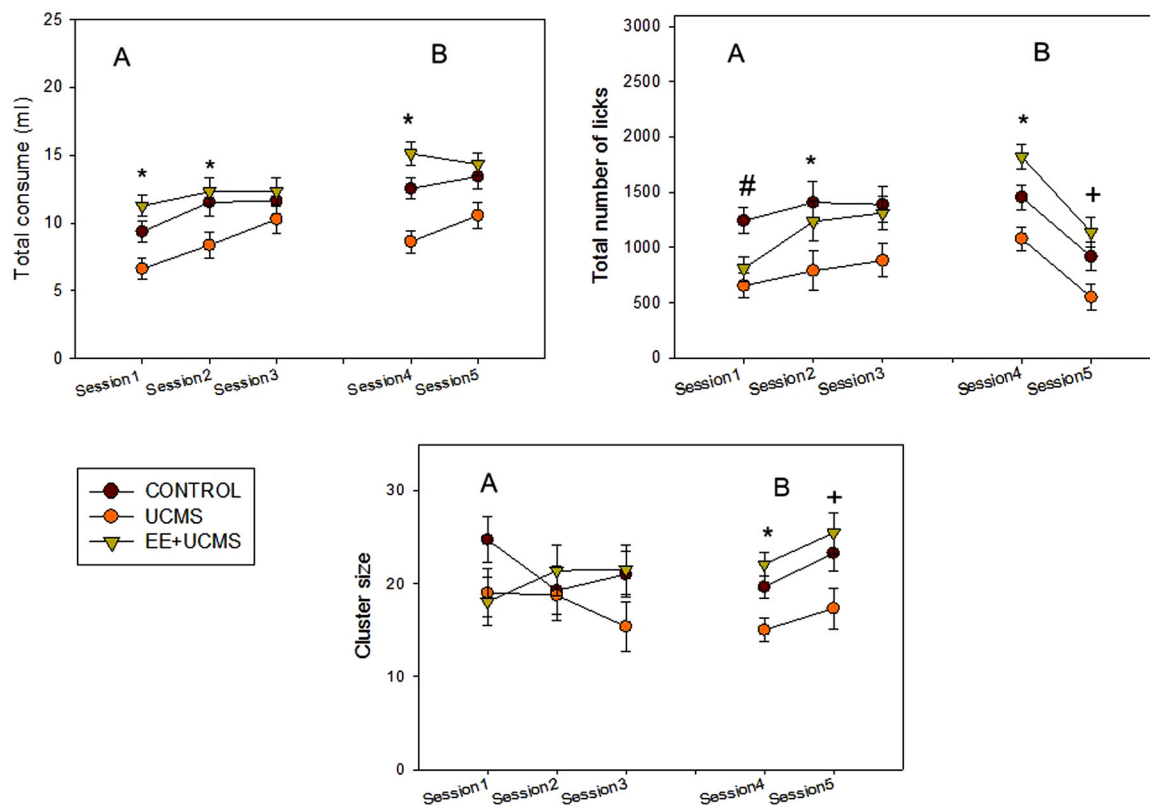 Total consume (ml)
25
20
15
10
5
0
A
B
*
*
*
Session1
Session2
Session3
Session4
Session5
Total number of licks
3000
2500
2000
1500
1000
500
0
A
B
#
*
*
+
Session1
Session2
Session3
Session4
Session5
CONTROL
UCMS
EE+UCMS
Cluster size
30
20
10
0
A
B
*
+
Session1
Session2
Session3
Session4
Session5